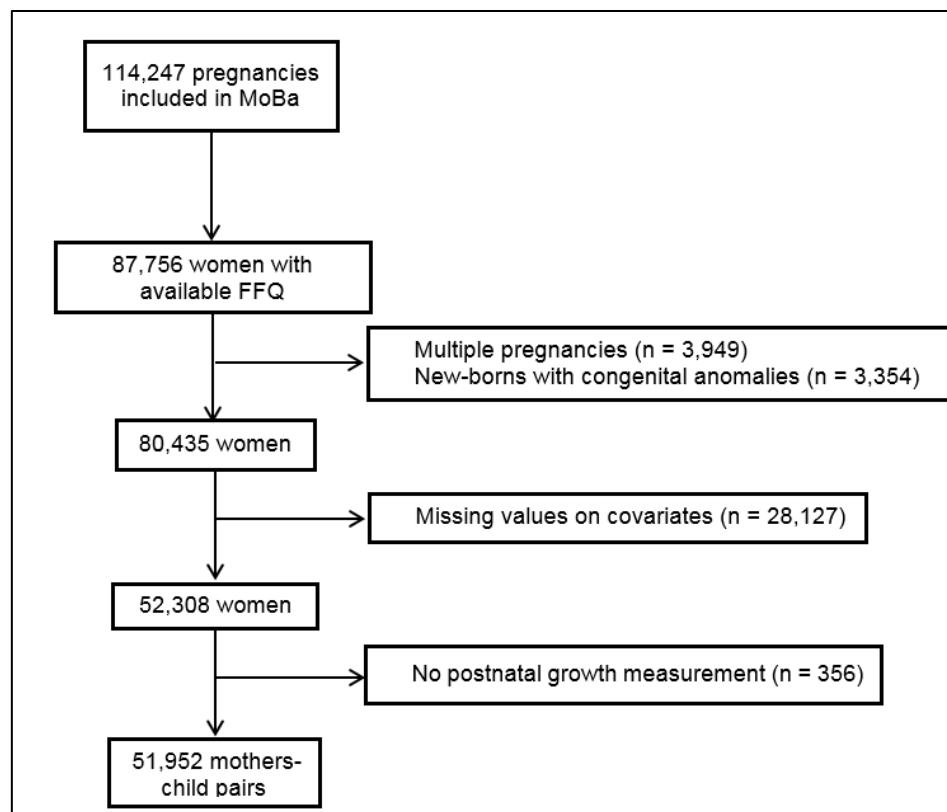 114,247 pregnancies
included in MoBa
87,756 women with
available FFQ
Multiple pregnancies (n = 3,949)
New-borns with congenital anomalies (n = 3,354)
80,435 women
Missing values on covariates (n = 28,127)
52,308 women
No postnatal growth measurement (n = 356)
51,952 mothers-
child pairs